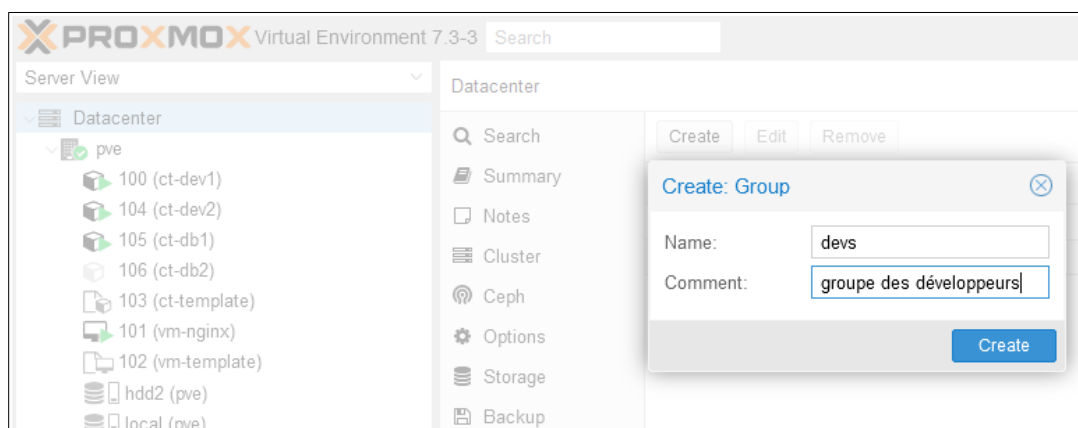 PROXMOX Virtual Environment 7.3-3 Search
Server View
Datacenter
pve
100 (ct-dev1)
104 (ct-dev2)
105 (ct-db1)
106 (ct-db2)
103 (ct-template)
101 (vm-nginx)
102 (vm-template)
hdd2 (pve)
local (pve)
Datacenter
Search
Summary
Notes
Cluster
Ceph
Options
Storage
Backup
Create Edit Remove
Create: Group
Name: devs
Comment: groupe des développeurs
Create